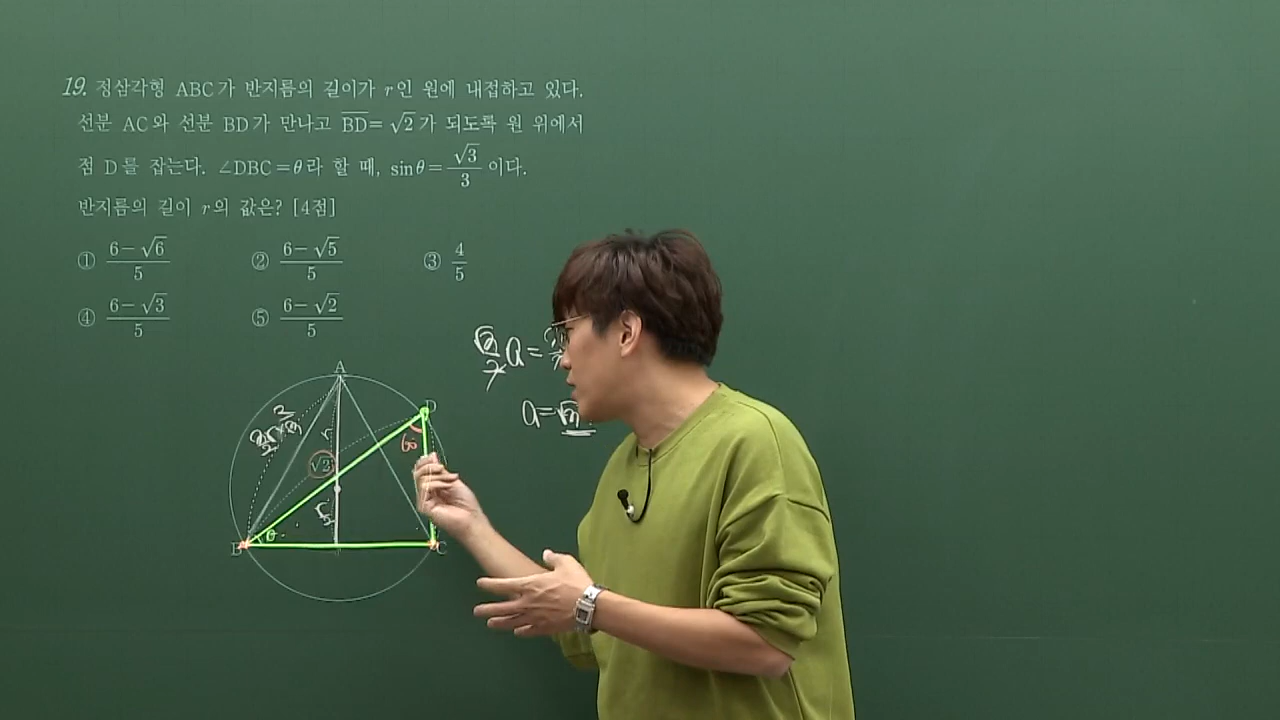 19. 정삼각형 ABC가 반지름의 길이가 r인 원에 내접하고 있다.
선분 AC와 선분 BD가 만나고 \overline{BD}=√2가 되도록 원 위에서
점 D를 잡는다. ∠DBC=θ라 할 때, sinθ=√3/3 이다.
반지름의 길이 r의 값은? [4점]
① (6-√6)/5 ② (6-√5)/5 ③ 4/5
④ (6-√3)/5 ⑤ (6-√2)/5
A
D
60
r
√2
B
θ
C
a=